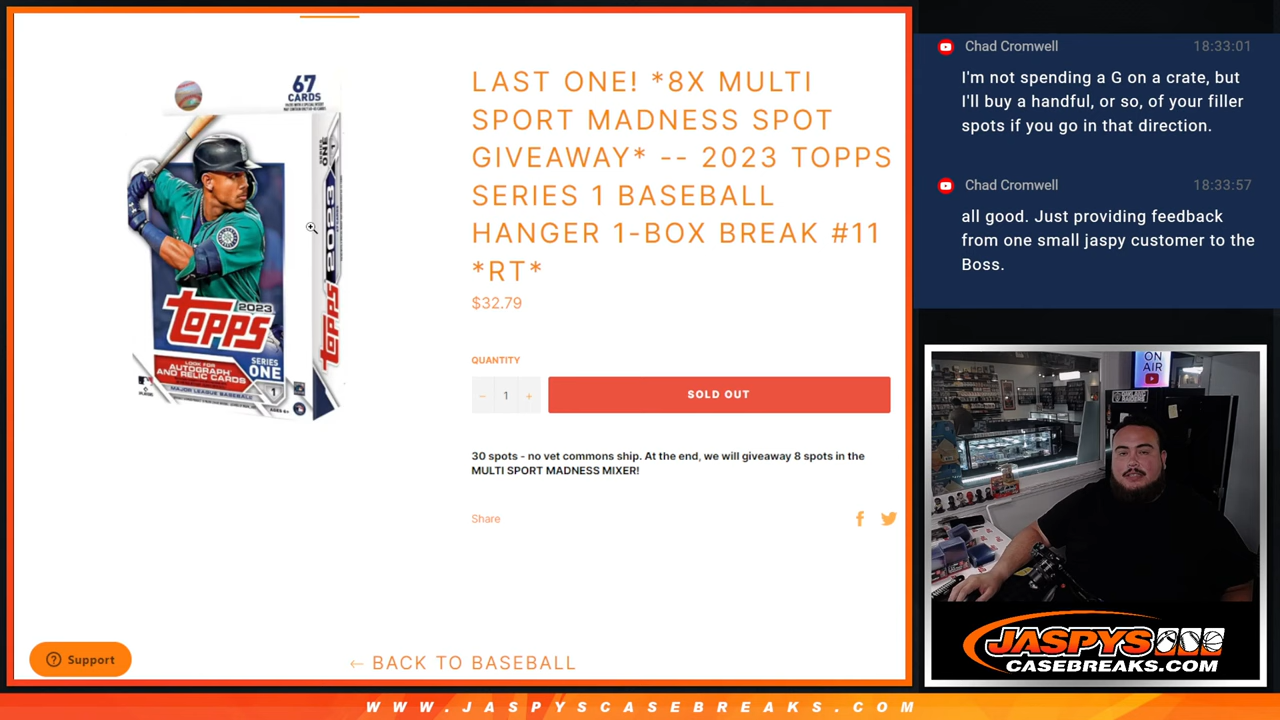 67
CARDS
2023
TOPPS
SERIES ONE
2023
topps
LOOK FOR
AUTOGRAPH
AND RELIC CARDS
SERIES
ONE
MAJOR LEAGUE BASEBALL
1
LAST ONE! *8X MULTI
SPORT MADNESS SPOT
GIVEAWAY* -- 2023 TOPPS
SERIES 1 BASEBALL
HANGER 1-BOX BREAK #11
*RT*
$32.79
QUANTITY
− 1 +
SOLD OUT
30 spots - no vet commons ship. At the end, we will giveaway 8 spots in the
MULTI SPORT MADNESS MIXER!
Share
Support
← BACK TO BASEBALL
Chad Cromwell 18:33:01
I'm not spending a G on a crate, but
I'll buy a handful, or so, of your filler
spots if you go in that direction.
Chad Cromwell 18:33:57
all good. Just providing feedback
from one small jaspy customer to the
Boss.
ON
AIR
JASPYS
CASEBREAKS.COM
WWW.JASPYSCASEBREAKS.COM